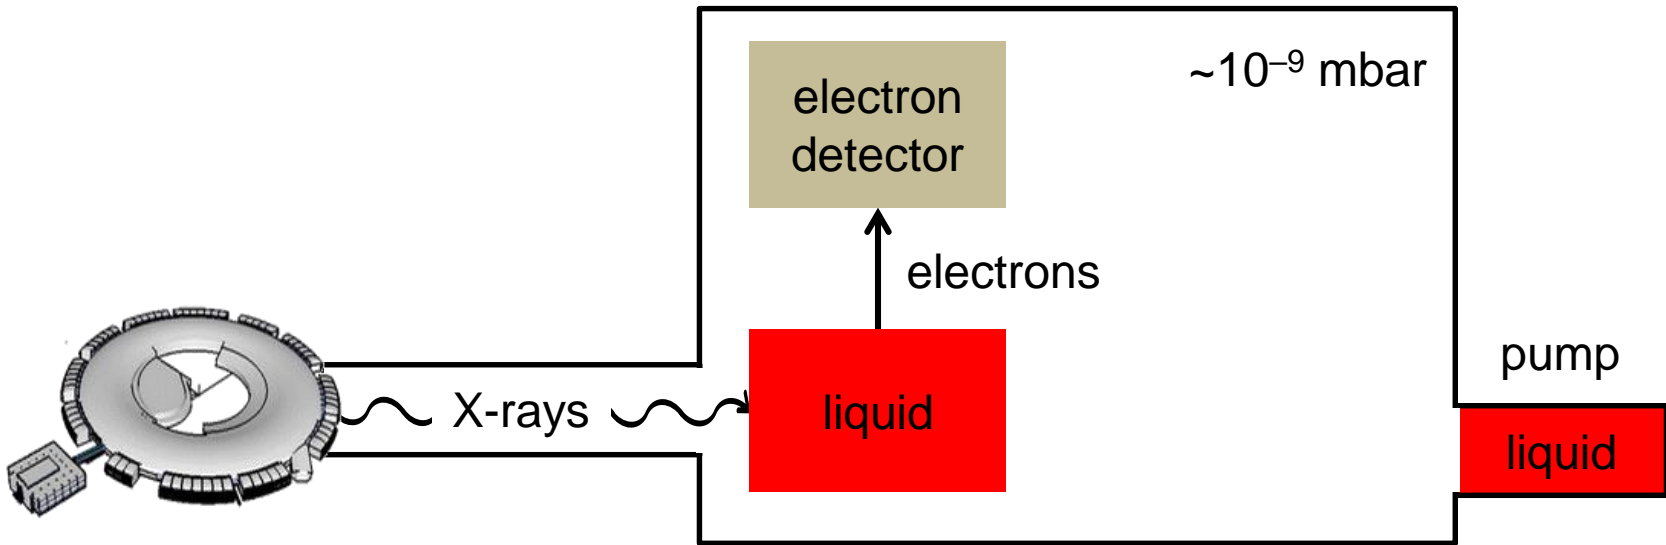 electron
detector
~10⁻⁹ mbar
electrons
X-rays
liquid
pump
liquid